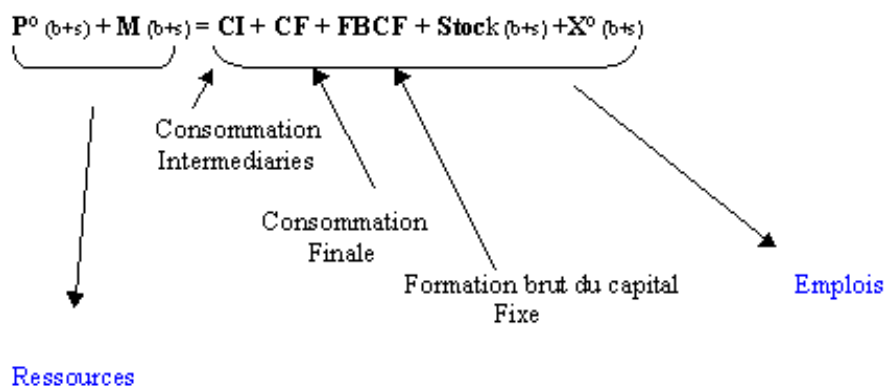 Pº (b+s) + M (b+s) = CI + CF + FBCF + Stock (b+s) +Xº (b+s)
Consommation
Intermediaries
Consommation
Finale
Formation brut du capital
Fixe
Emplois
Ressources